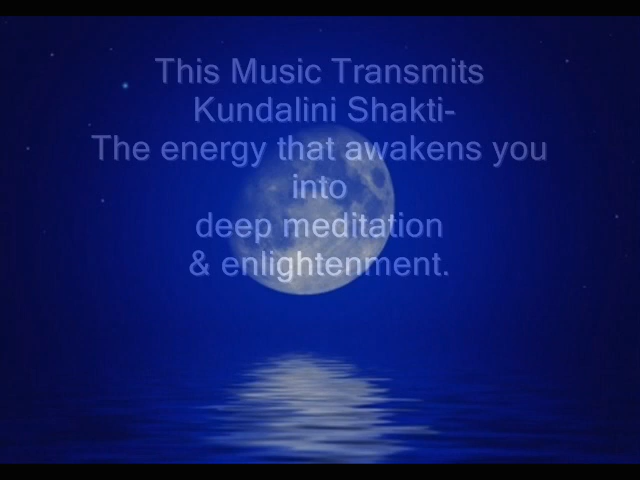 This Music Transmits
Kundalini Shakti-
The energy that awakens you
into
deep meditation
& enlightenment.